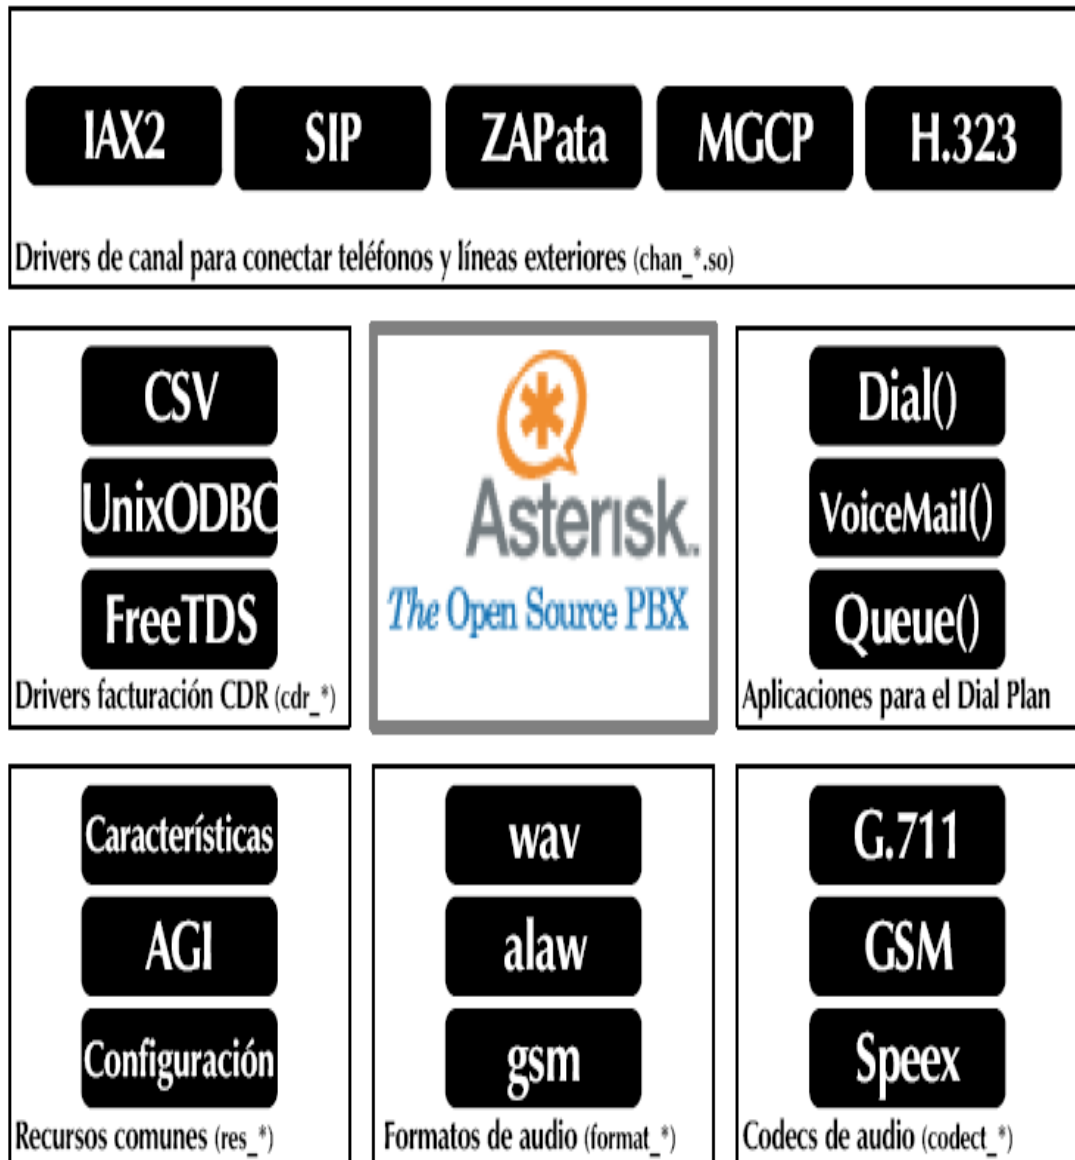 IAX2
SIP
ZAPata
MGCP
H.323
Drivers de canal para conectar teléfonos y líneas exteriores (chan_*.so)
CSV
UnixODBC
FreeTDS
Drivers facturación CDR (cdr_*)
Asterisk™
The Open Source PBX
Dial()
VoiceMail()
Queue()
Aplicaciones para el Dial Plan
Características
AGI
Configuración
Recursos comunes (res_*)
wav
alaw
gsm
Formatos de audio (format_*)
G.711
GSM
Speex
Codecs de audio (codect_*)